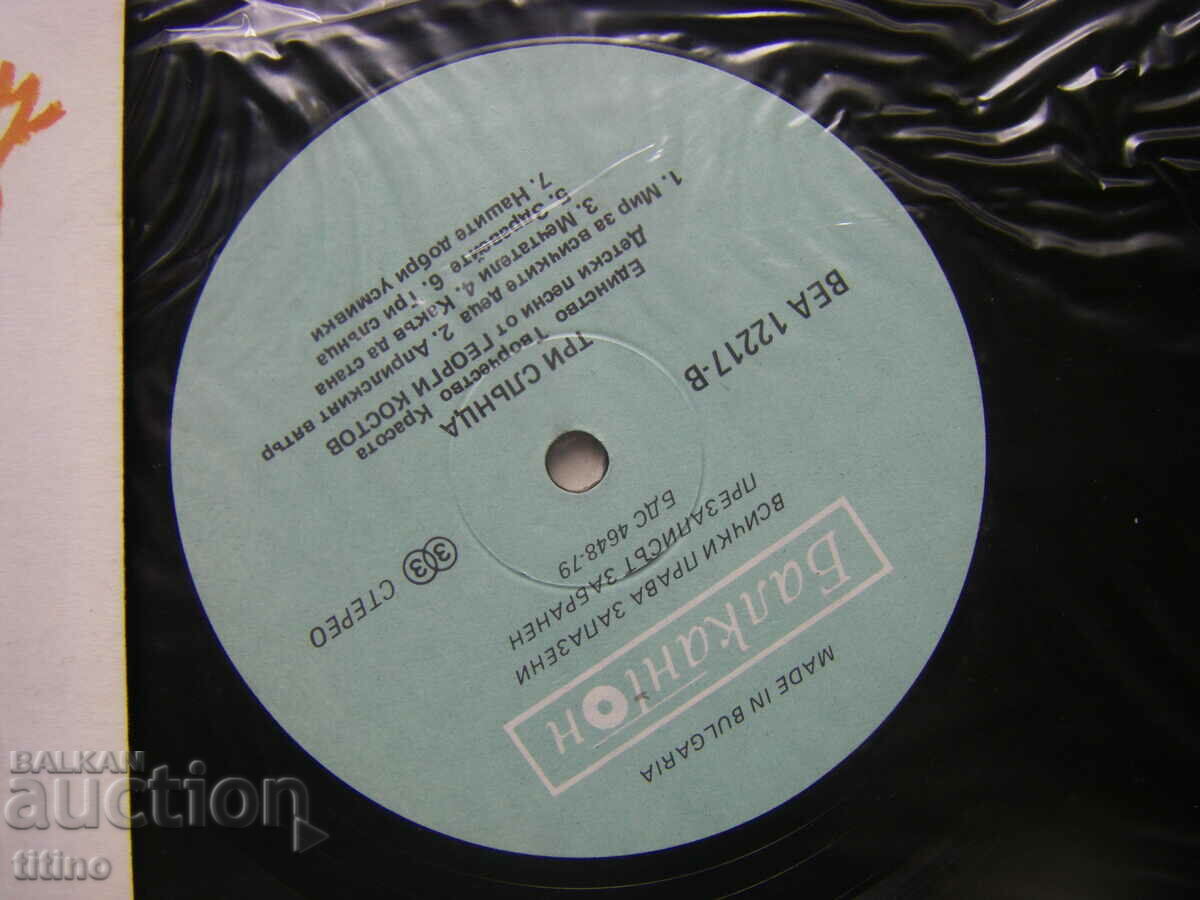 MADE IN BULGARIA
Балкантон
ВСИЧКИ ПРАВА ЗАПАЗЕНИ
ПРЕЗАПИСЪТ ЗАБРАНЕН
БДС 4648-79
33 СТЕРЕО
ВЕА 12217-В
ТРИ СЛЪНЦА
Единство Творчество Красота
Детски песни от ГЕОРГИ КОСТОВ
1. Мир за всичките деца 2. Априлският вятър
3. Мечтатели 4. Какъв да стана
5. Здравейте 6. Три слънца
7. Нашите добри усмивки
BALKAN
auction
titino